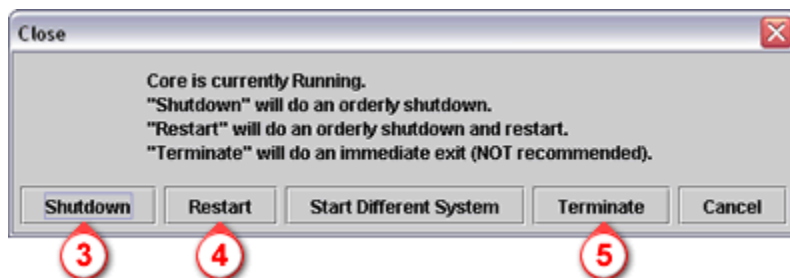 Close
Core is currently Running.
"Shutdown" will do an orderly shutdown.
"Restart" will do an orderly shutdown and restart.
"Terminate" will do an immediate exit (NOT recommended).
Shutdown Restart Start Different System Terminate Cancel
3 4 5